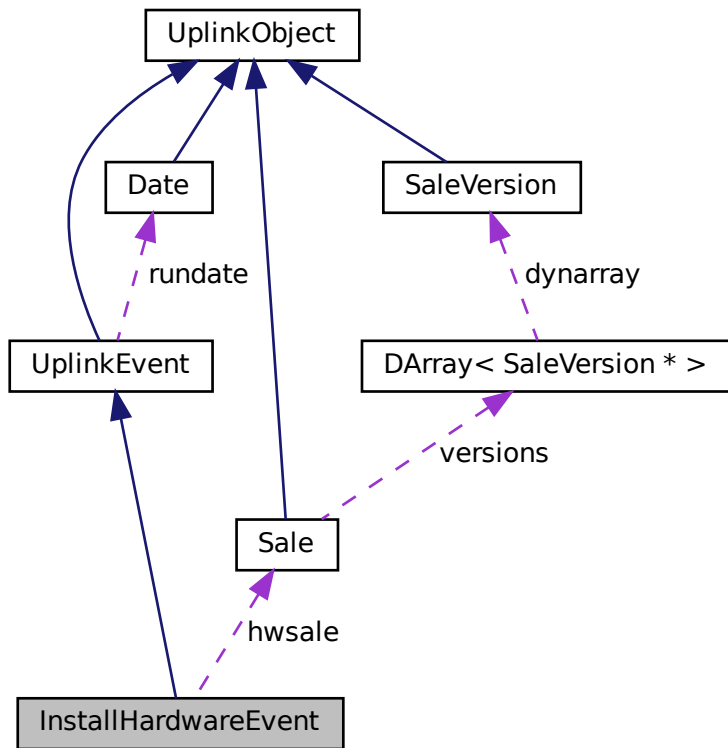 UplinkObject
Date
SaleVersion
rundate
dynarray
UplinkEvent
DArray< SaleVersion * >
versions
Sale
hwsale
InstallHardwareEvent